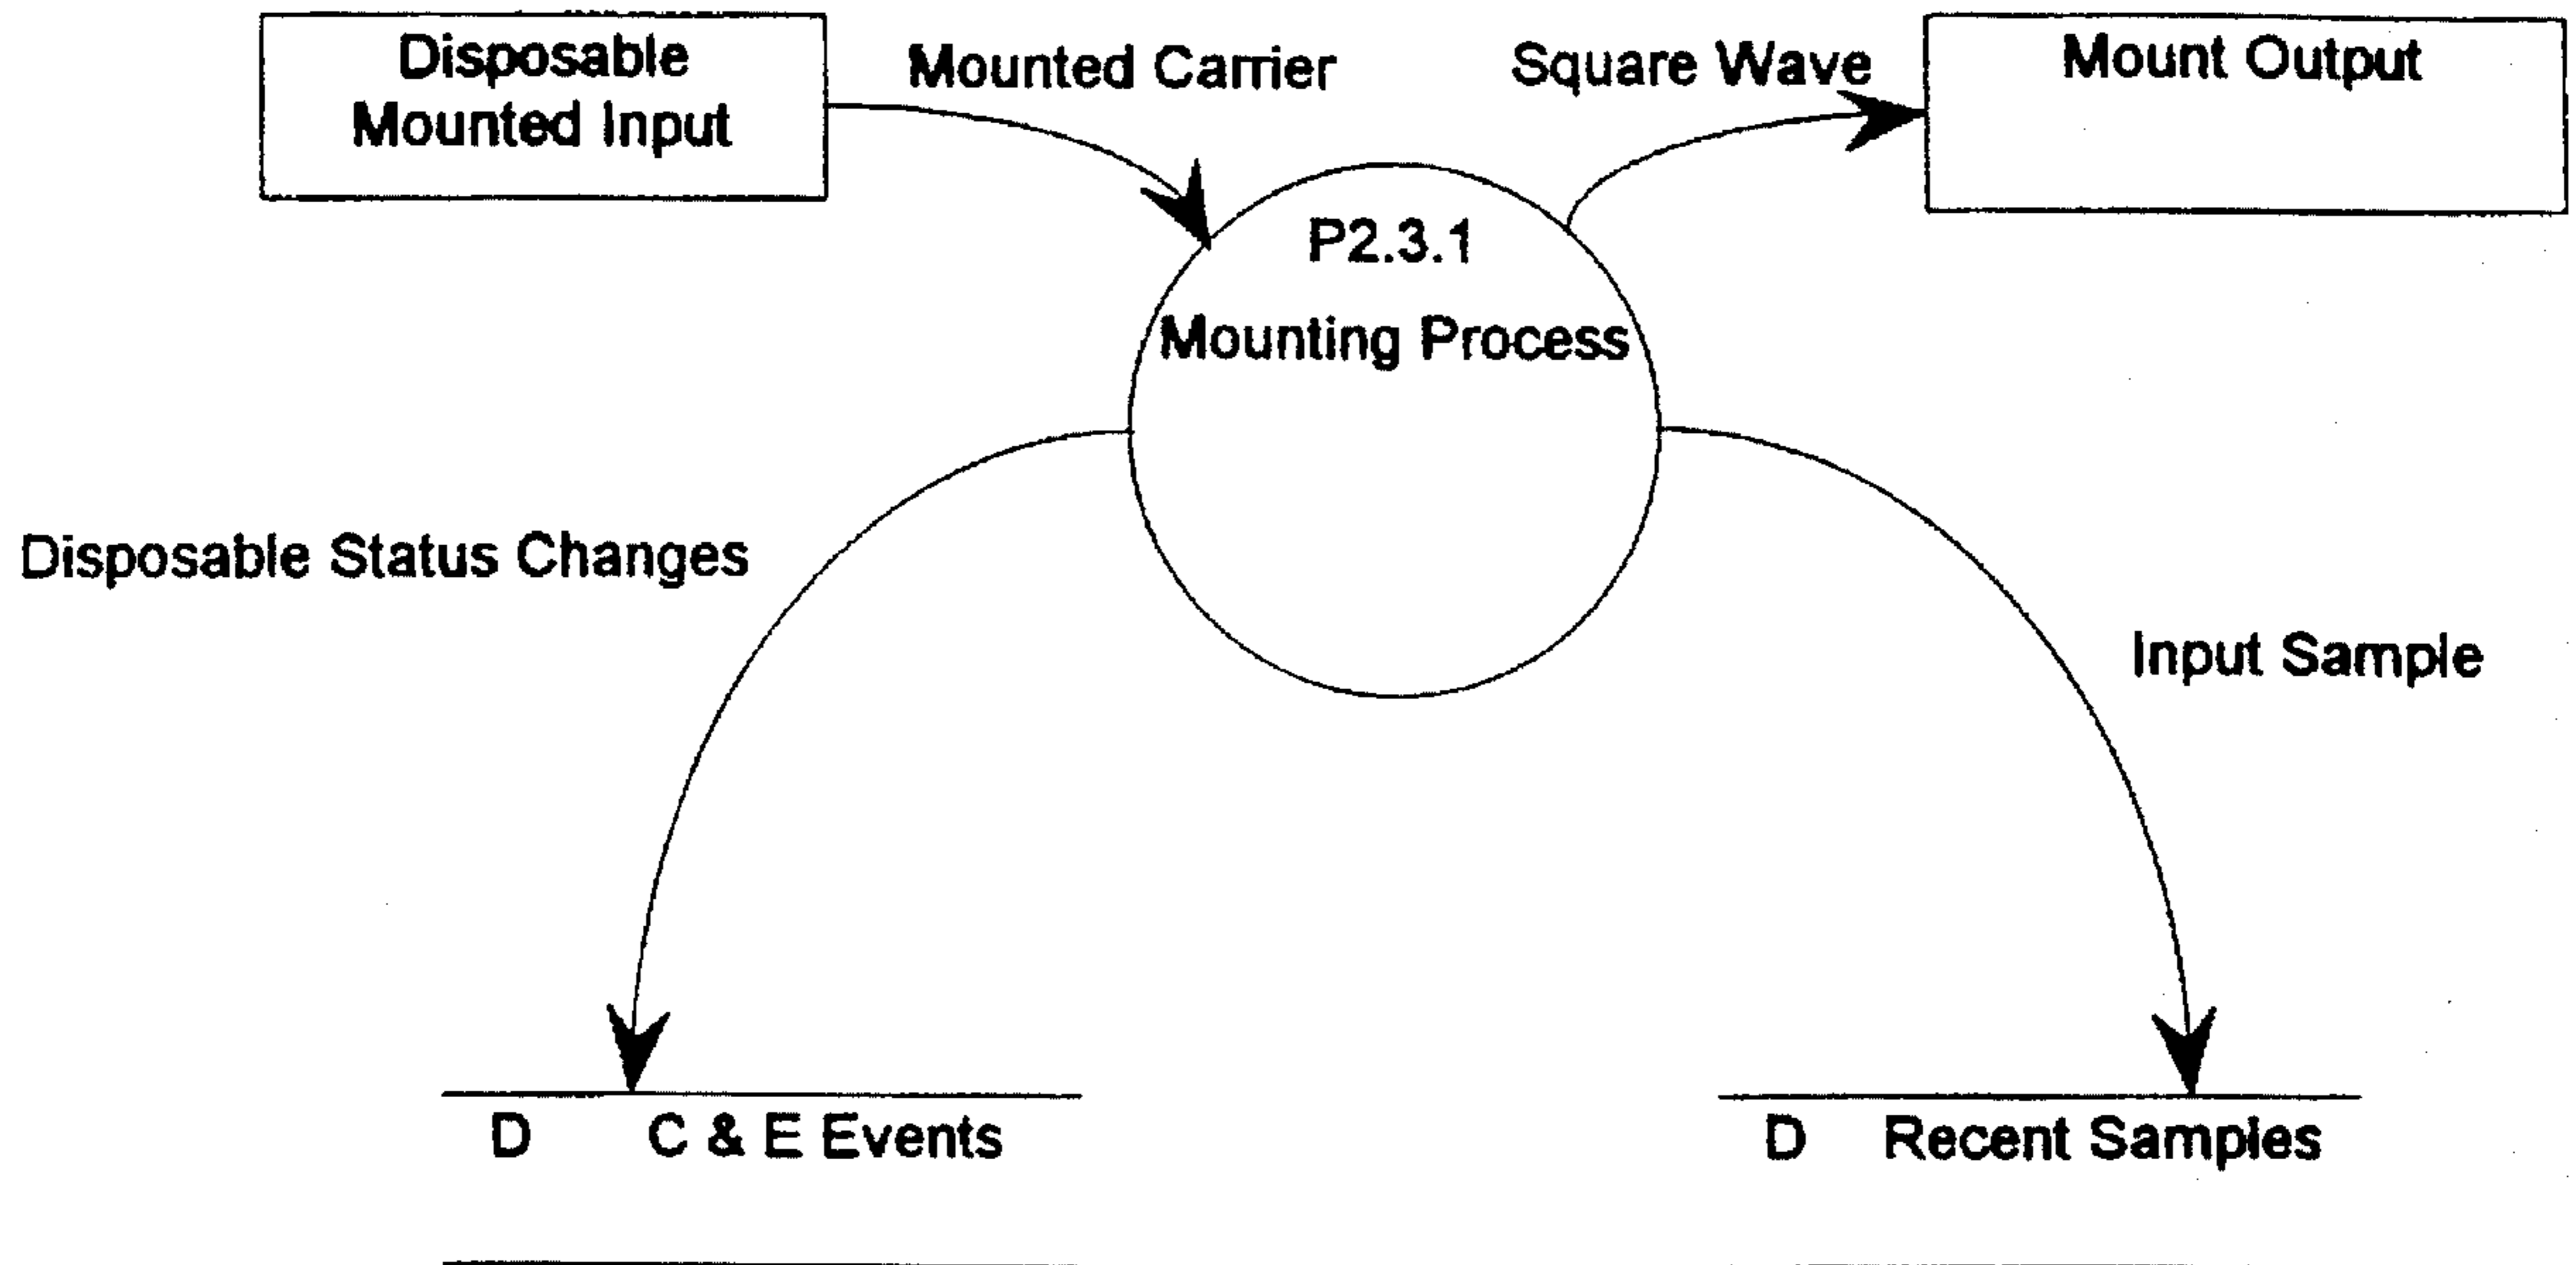 Disposable
Mounted Input
Mounted Carrier
Square Wave
Mount Output
P2.3.1
Mounting Process
Disposable Status Changes
Input Sample
D C & E Events
D Recent Samples